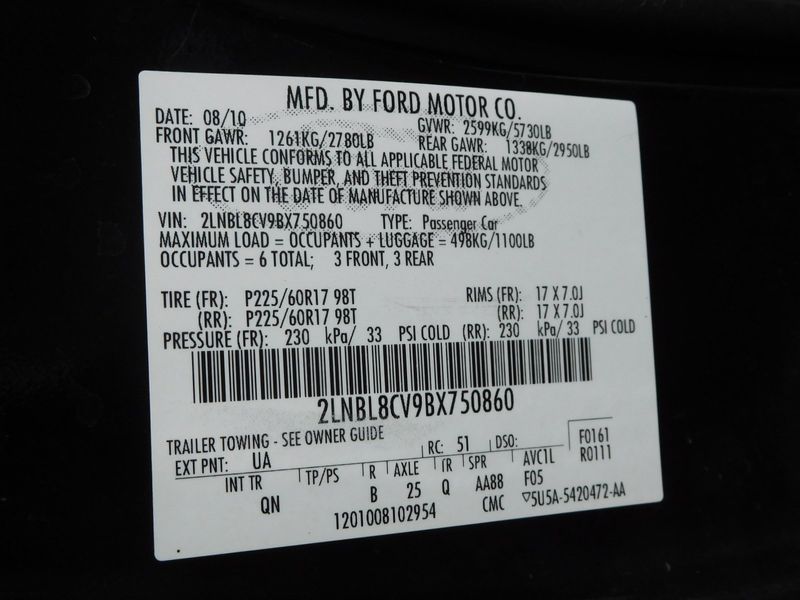 MFD. BY FORD MOTOR CO.
DATE: 08/10 GVWR: 2599KG/5730LB
FRONT GAWR: 1261KG/2780LB REAR GAWR: 1338KG/2950LB
THIS VEHICLE CONFORMS TO ALL APPLICABLE FEDERAL MOTOR
VEHICLE SAFETY, BUMPER, AND THEFT PREVENTION STANDARDS
IN EFFECT ON THE DATE OF MANUFACTURE SHOWN ABOVE.
VIN: 2LNBL8CV9BX750860 TYPE: Passenger Car
MAXIMUM LOAD = OCCUPANTS + LUGGAGE = 498KG/1100LB
OCCUPANTS = 6 TOTAL; 3 FRONT, 3 REAR
TIRE (FR): P225/60R17 98T RIMS (FR): 17 X 7.0J
(RR): P225/60R17 98T (RR): 17 X 7.0J
PRESSURE (FR): 230 kPa/ 33 PSI COLD (RR): 230 kPa/ 33 PSI COLD
2LNBL8CV9BX750860
TRAILER TOWING - SEE OWNER GUIDE
EXT PNT: UA RC: 51 DSO: F0161
R0111
INT TR TP/PS R AXLE TR SPR AVC1L
QN B 25 Q AA88 F05
1201008102954 CMC ▽5U5A-5420472-AA